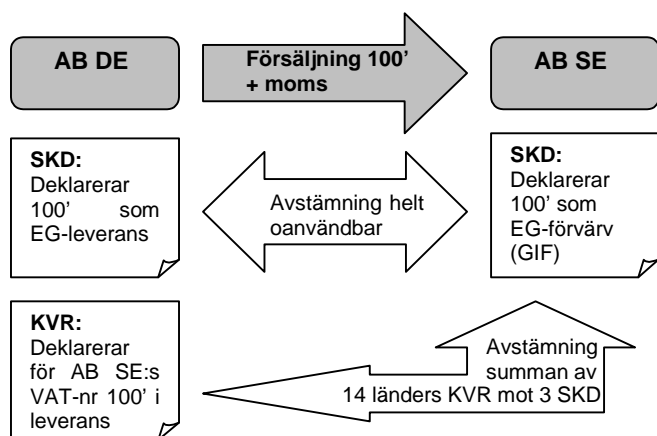 AB DE
Försäljning 100'
+ moms
AB SE
SKD:
Deklarerar
100' som
EG-leverans
Avstämning helt
oanvändbar
SKD:
Deklarerar
100' som
EG-förvärv
(GIF)
KVR:
Deklarerar
för AB SE:s
VAT-nr 100' i
leverans
Avstämning
summan av
14 länders KVR mot 3 SKD